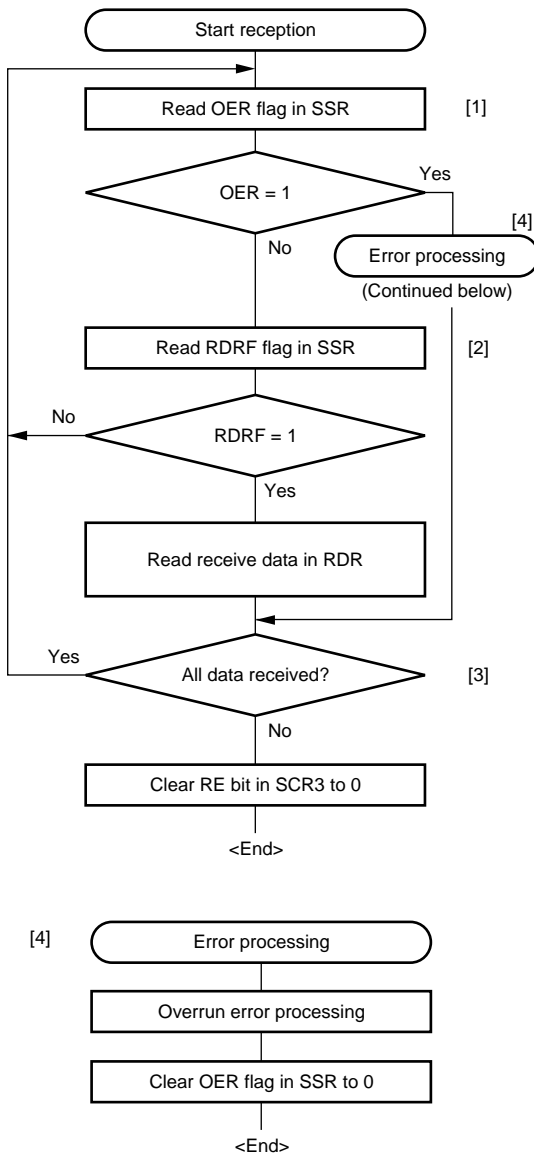 Start reception
Read OER flag in SSR
[1]
OER = 1
Yes
No
[4]
Error processing
(Continued below)
Read RDRF flag in SSR
[2]
No
RDRF = 1
Yes
Read receive data in RDR
Yes
All data received?
[3]
No
Clear RE bit in SCR3 to 0
<End>
[4]
Error processing
Overrun error processing
Clear OER flag in SSR to 0
<End>